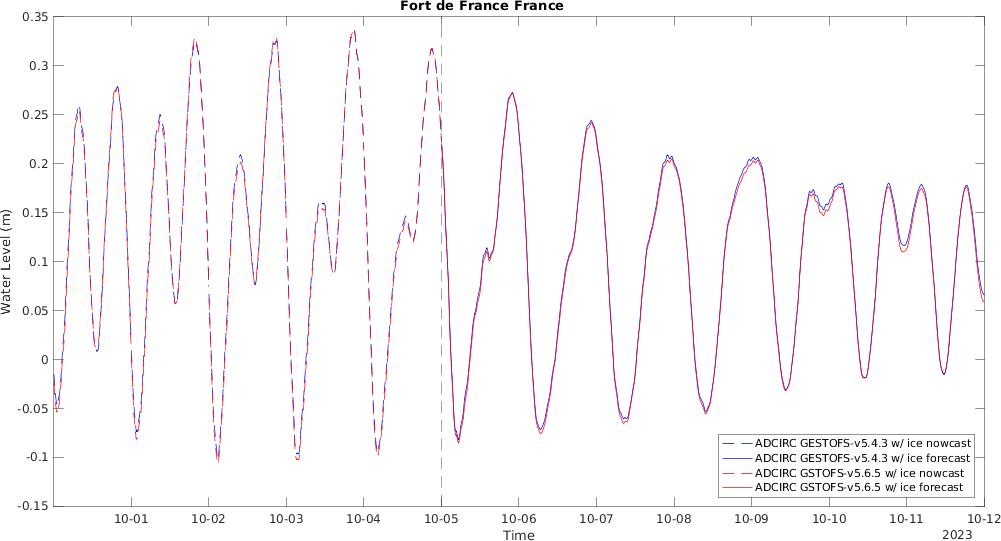 Fort de France France
0.35
0.3
0.25
0.2
0.15
0.1
0.05
0
-0.05
-0.1
-0.15
Water Level (m)
10-01 10-02 10-03 10-04 10-05 10-06 10-07 10-08 10-09 10-10 10-11 10-12
Time
2023
ADCIRC GESTOFS-v5.4.3 w/ ice nowcast
ADCIRC GESTOFS-v5.4.3 w/ ice forecast
ADCIRC GSTOFS-v5.6.5 w/ ice nowcast
ADCIRC GSTOFS-v5.6.5 w/ ice forecast